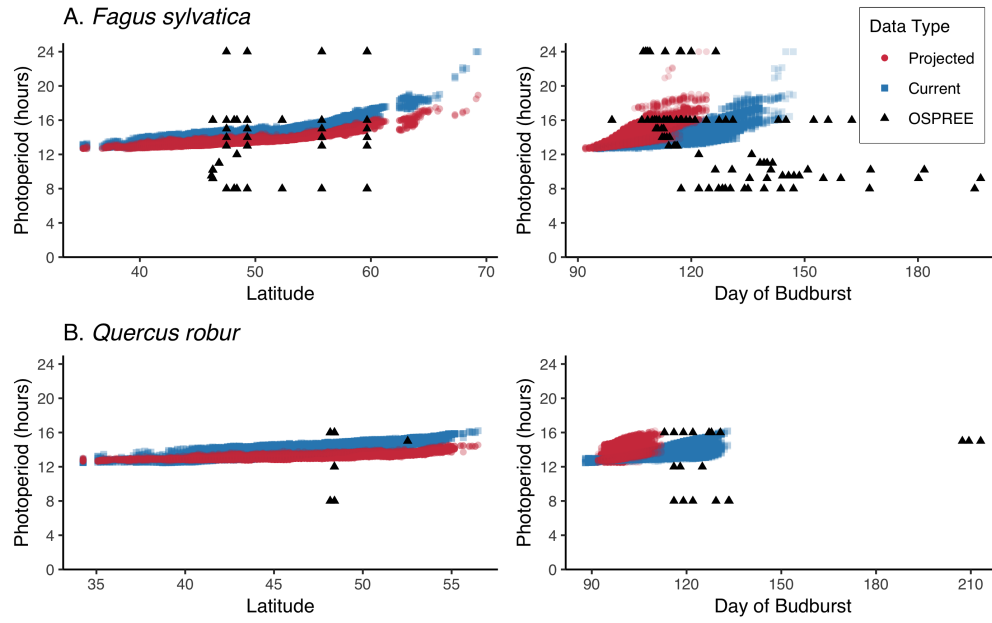 A. Fagus sylvatica
Data Type
Projected
Current
OSPREE
Photoperiod (hours)
24
20
16
12
8
4
0
40 50 60 70
Latitude
Photoperiod (hours)
24
20
16
12
8
4
0
90 120 150 180
Day of Budburst
B. Quercus robur
Photoperiod (hours)
24
20
16
12
8
4
0
35 40 45 50 55
Latitude
Photoperiod (hours)
24
20
16
12
8
4
0
90 120 150 180 210
Day of Budburst